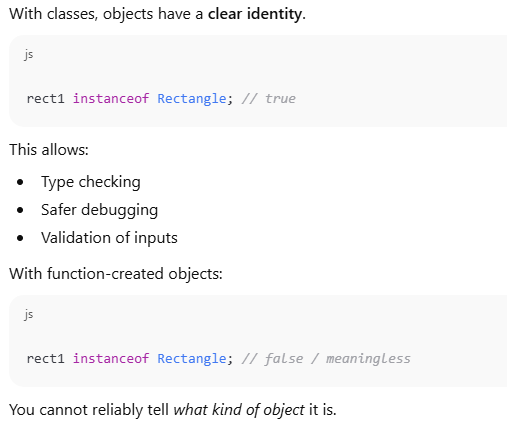 With classes, objects have a clear identity.
js
rect1 instanceof Rectangle; // true
This allows:
• Type checking
• Safer debugging
• Validation of inputs
With function-created objects:
js
rect1 instanceof Rectangle; // false / meaningless
You cannot reliably tell what kind of object it is.